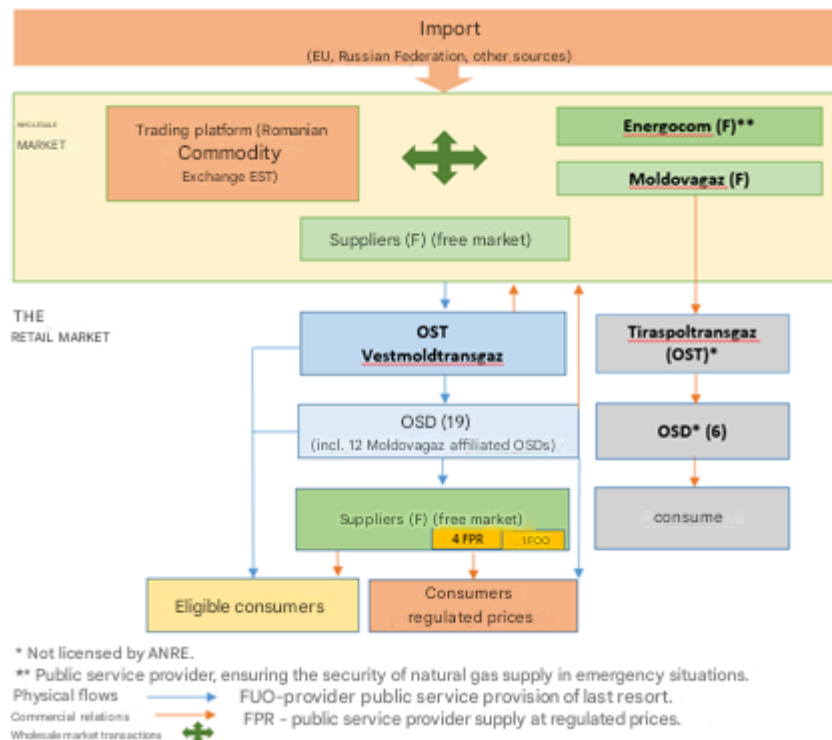 Import
(EU, Russian Federation, other sources)
WHOLESALE
MARKET
Trading platform (Romanian
Commodity
Exchange EST)
Energocom (F)**
Moldovagaz (F)
Suppliers (F) (free market)
THE
RETAIL MARKET
OST
Vestmoldtransgaz
Tiraspoltransgaz
(OST)*
OSD (19)
(incl. 12 Moldovagaz affiliated OSDs)
OSD* (6)
Suppliers (F) (free market)
4 FPR
1FOO
consume
Eligible consumers
Consumers
regulated prices
* Not licensed by ANRE.
** Public service provider, ensuring the security of natural gas supply in emergency situations.
Physical flows
FUO-provider public service provision of last resort.
Commercial relations
FPR - public service provider supply at regulated prices.
Wholesale market transactions